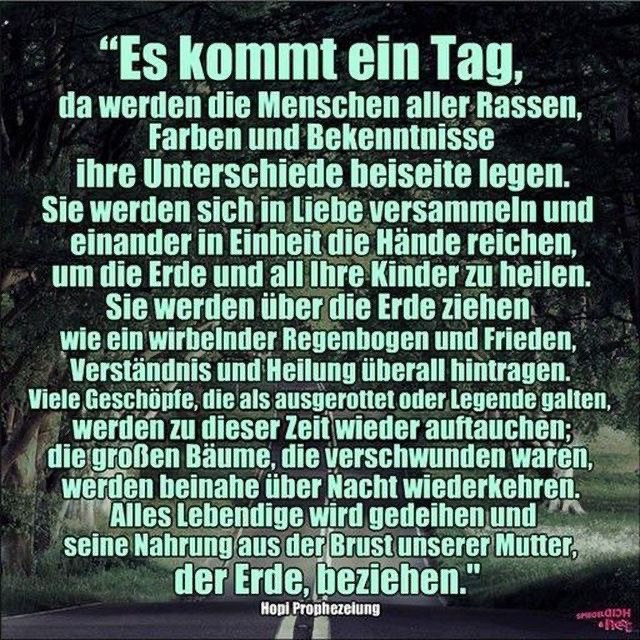 “Es kommt ein Tag,
da werden die Menschen aller Rassen,
Farben und Bekenntnisse
ihre Unterschiede beiseite legen.
Sie werden sich in Liebe versammeln und
einander in Einheit die Hände reichen,
um die Erde und all Ihre Kinder zu heilen.
Sie werden über die Erde ziehen
wie ein wirbelnder Regenbogen und Frieden,
Verständnis und Heilung überall hintragen.
Viele Geschöpfe, die als ausgerottet oder Legende galten,
werden zu dieser Zeit wieder auftauchen;
die großen Bäume, die verschwunden waren,
werden beinahe über Nacht wiederkehren.
Alles Lebendige wird gedeihen und
seine Nahrung aus der Brust unserer Mutter,
der Erde, beziehen."
Hopi Prophezeiung